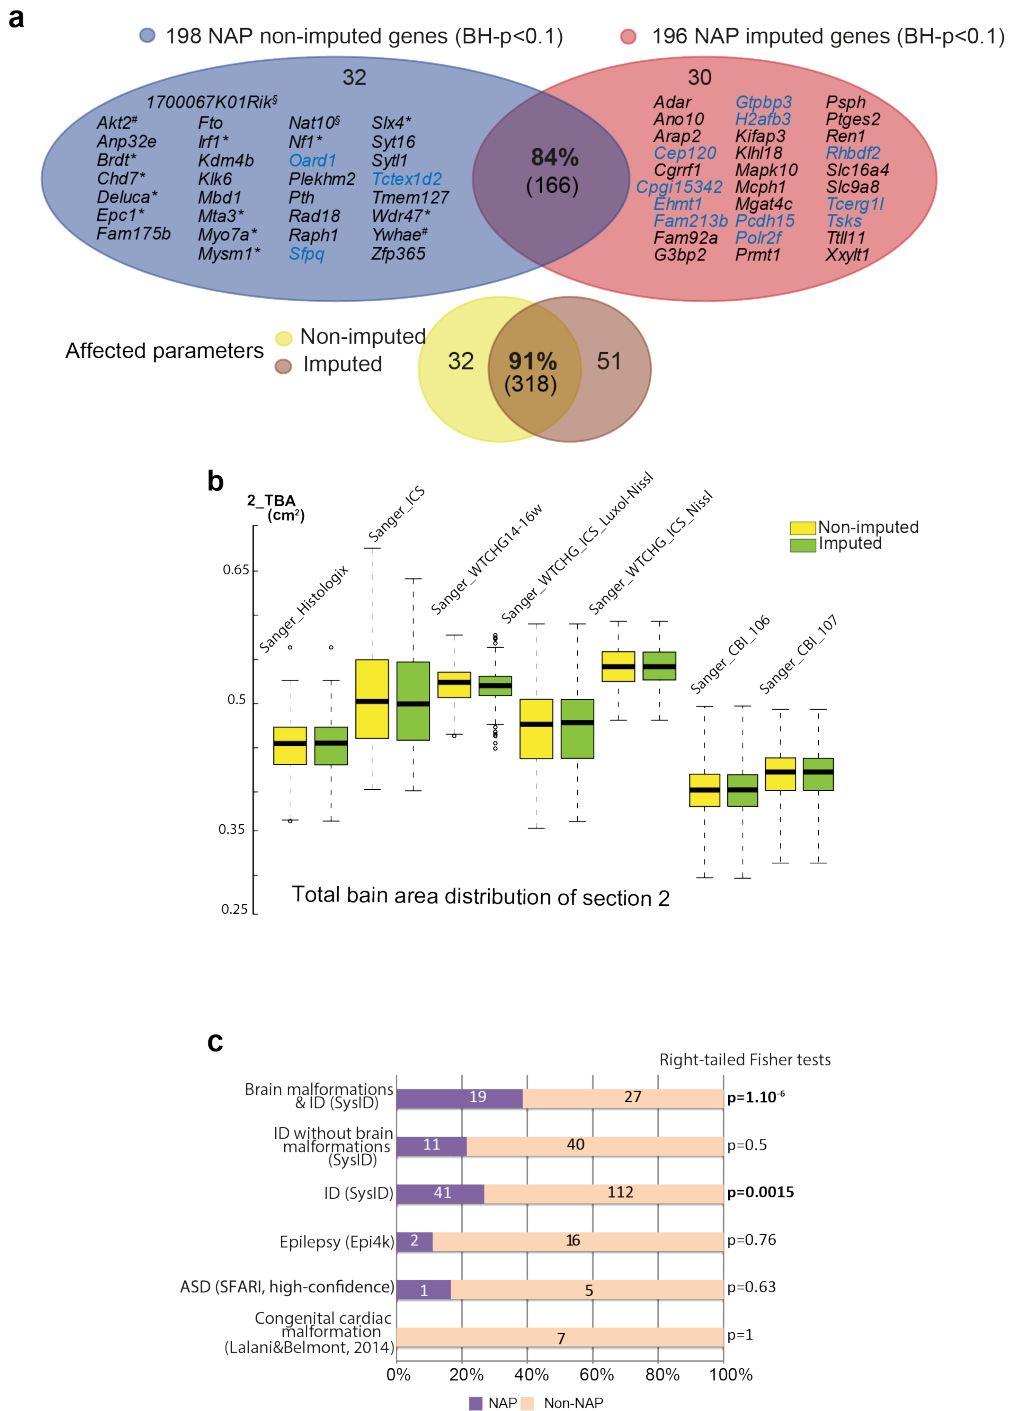 a
198 NAP non-imputed genes (BH-p<0.1)
196 NAP imputed genes (BH-p<0.1)
32
30
1700067K01Rik§
Akt2# Fto Nat10§ Slx4*
Anp32e Irf1* Nf1* Syt16
Brdt* Kdm4b Oard1 Sytl1
Chd7* Klk6 Plekhm2 Tctex1d2
Deluca* Mbd1 Pth Tmem127
Epc1* Mta3* Rad18 Wdr47*
Fam175b Myo7a* Raph1 Ywhae#
Mysm1* Sfpq Zfp365
84%
(166)
Adar Gtpbp3 Psph
Ano10 H2afb3 Ptges2
Arap2 Kifap3 Ren1
Cep120 Klhl18 Rhbdf2
Cgrrf1 Mapk10 Slc16a4
Cpgi15342 Mcph1 Slc9a8
Ehmt1 Mgat4c Tcerg1l
Fam213b Pcdh15 Tsks
Fam92a Polr2f Ttll11
G3bp2 Prmt1 Xxylt1
Affected parameters
Non-imputed
Imputed
32
91%
(318)
51
b
2_TBA
(cm²)
0.65
0.5
0.35
0.25
Sanger_Histologix
Sanger_ICS
Sanger_WTCHG14-16w
Sanger_WTCHG_ICS_Luxol-Nissl
Sanger_WTCHG_ICS_Nissl
Sanger_CBI_106
Sanger_CBI_107
Non-imputed
Imputed
Total bain area distribution of section 2
c
Right-tailed Fisher tests
Brain malformations
& ID (SysID)
19
27
p=1.10⁻⁶
ID without brain
malformations
(SysID)
11
40
p=0.5
ID (SysID)
41
112
p=0.0015
Epilepsy (Epi4k)
2
16
p=0.76
ASD (SFARI, high-confidence)
1
5
p=0.63
Congenital cardiac
malformation
(Lalani&Belmont, 2014)
7
p=1
0% 20% 40% 60% 80% 100%
NAP
Non-NAP